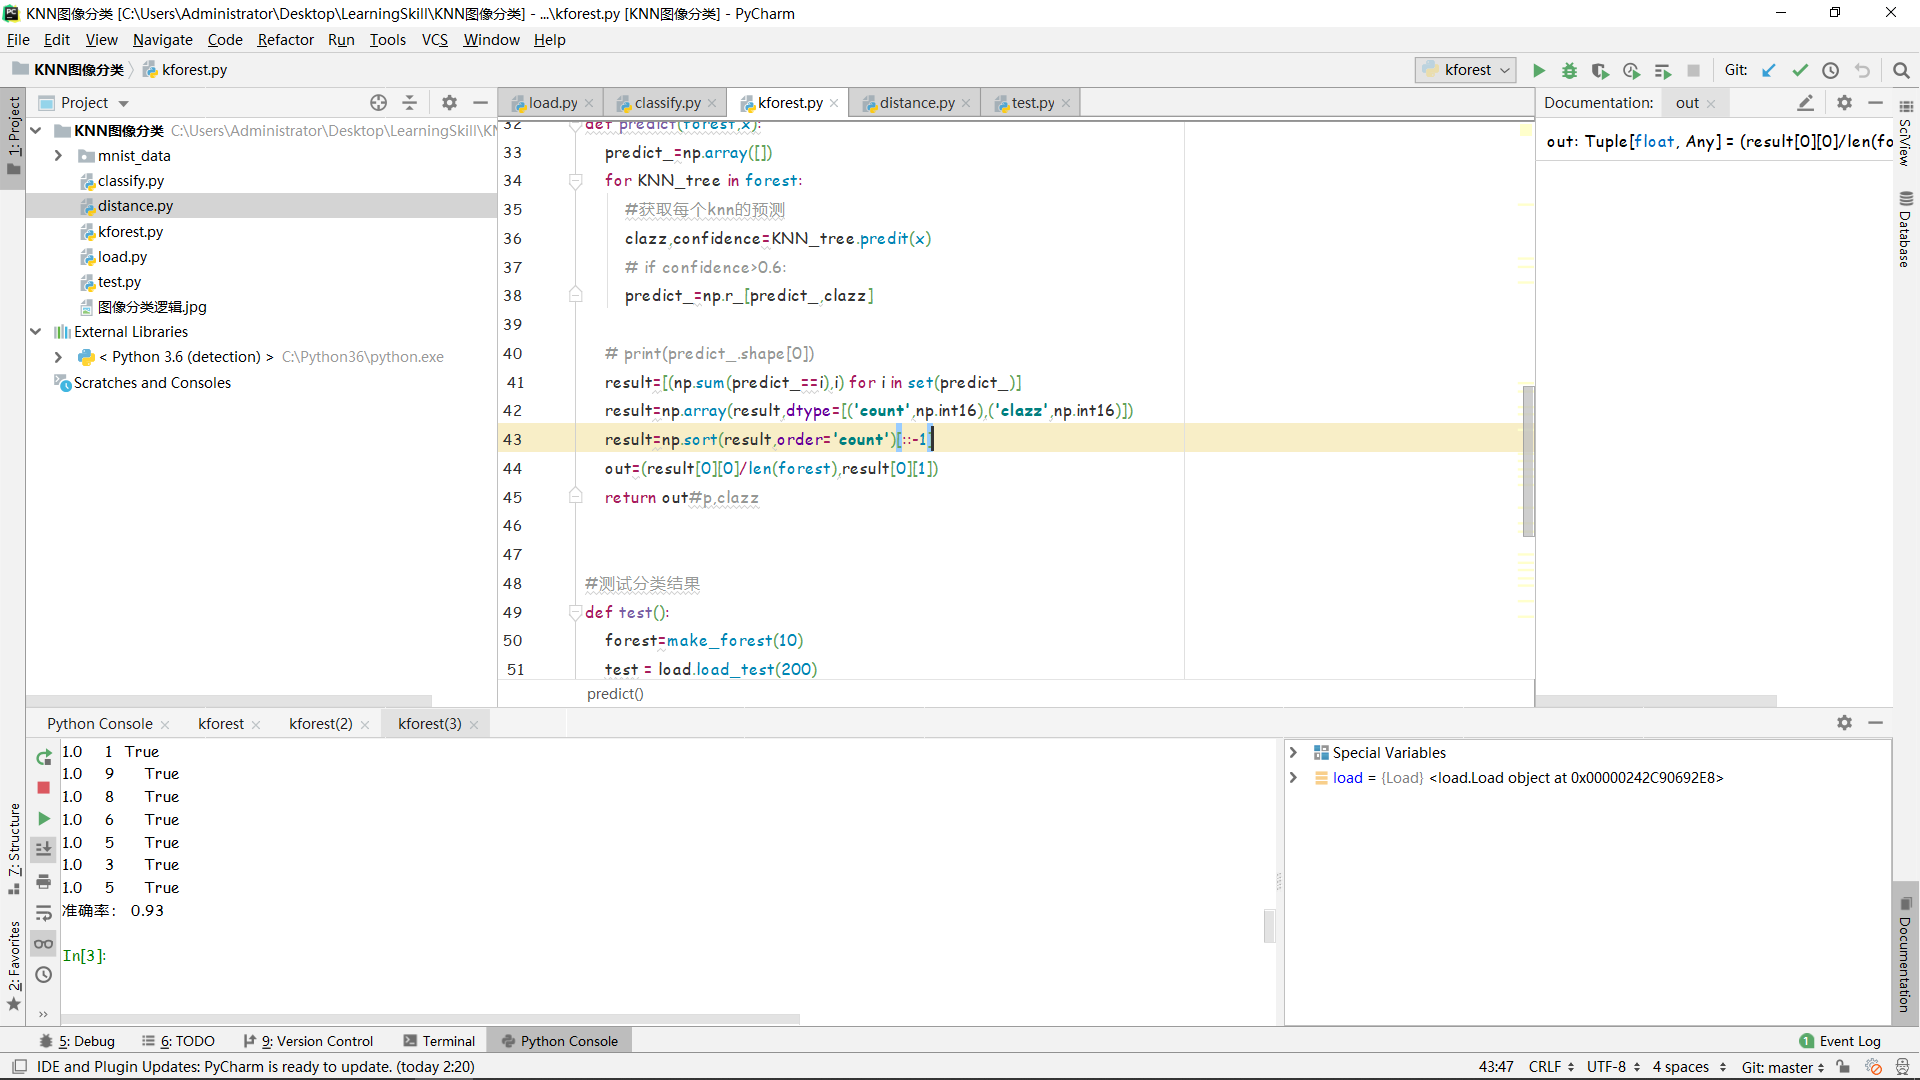 KNN图像分类 [C:\Users\Administrator\Desktop\LearningSkill\KNN图像分类] - ...\kforest.py [KNN图像分类] - PyCharm
File Edit View Navigate Code Refactor Run Tools VCS Window Help
KNN图像分类 kforest.py kforest Git:
1: Project
Project
load.py classify.py kforest.py distance.py test.py
Documentation: out
KNN图像分类 C:\Users\Administrator\Desktop\LearningSkill\KN
mnist_data
classify.py
distance.py
kforest.py
load.py
test.py
图像分类逻辑.jpg
External Libraries
< Python 3.6 (detection) > C:\Python36\python.exe
Scratches and Consoles
32 def predict(forest,x):
33 predict_=np.array([])
34 for KNN_tree in forest:
35 #获取每个knn的预测
36 clazz,confidence=KNN_tree.predit(x)
37 # if confidence>0.6:
38 predict_=np.r_[predict_,clazz]
39
40 # print(predict_.shape[0])
41 result=[(np.sum(predict_==i),i) for i in set(predict_)]
42 result=np.array(result,dtype=[('count',np.int16),('clazz',np.int16)])
43 result=np.sort(result,order='count')[::-1]
44 out=(result[0][0]/len(forest),result[0][1])
45 return out#p,clazz
46
47
48 #测试分类结果
49 def test():
50 forest=make_forest(10)
51 test = load.load_test(200)
predict()
out: Tuple[float, Any] = (result[0][0]/len(fo
SciView
Database
Documentation
Python Console kforest kforest(2) kforest(3)
1.0 1 True
1.0 9 True
1.0 8 True
1.0 6 True
1.0 5 True
1.0 3 True
1.0 5 True
准确率： 0.93
In[3]:
Special Variables
load = {Load} <load.Load object at 0x00000242C90692E8>
7: Structure
2: Favorites
5: Debug 6: TODO 9: Version Control Terminal Python Console 1 Event Log
IDE and Plugin Updates: PyCharm is ready to update. (today 2:20) 43:47 CRLF UTF-8 4 spaces Git: master